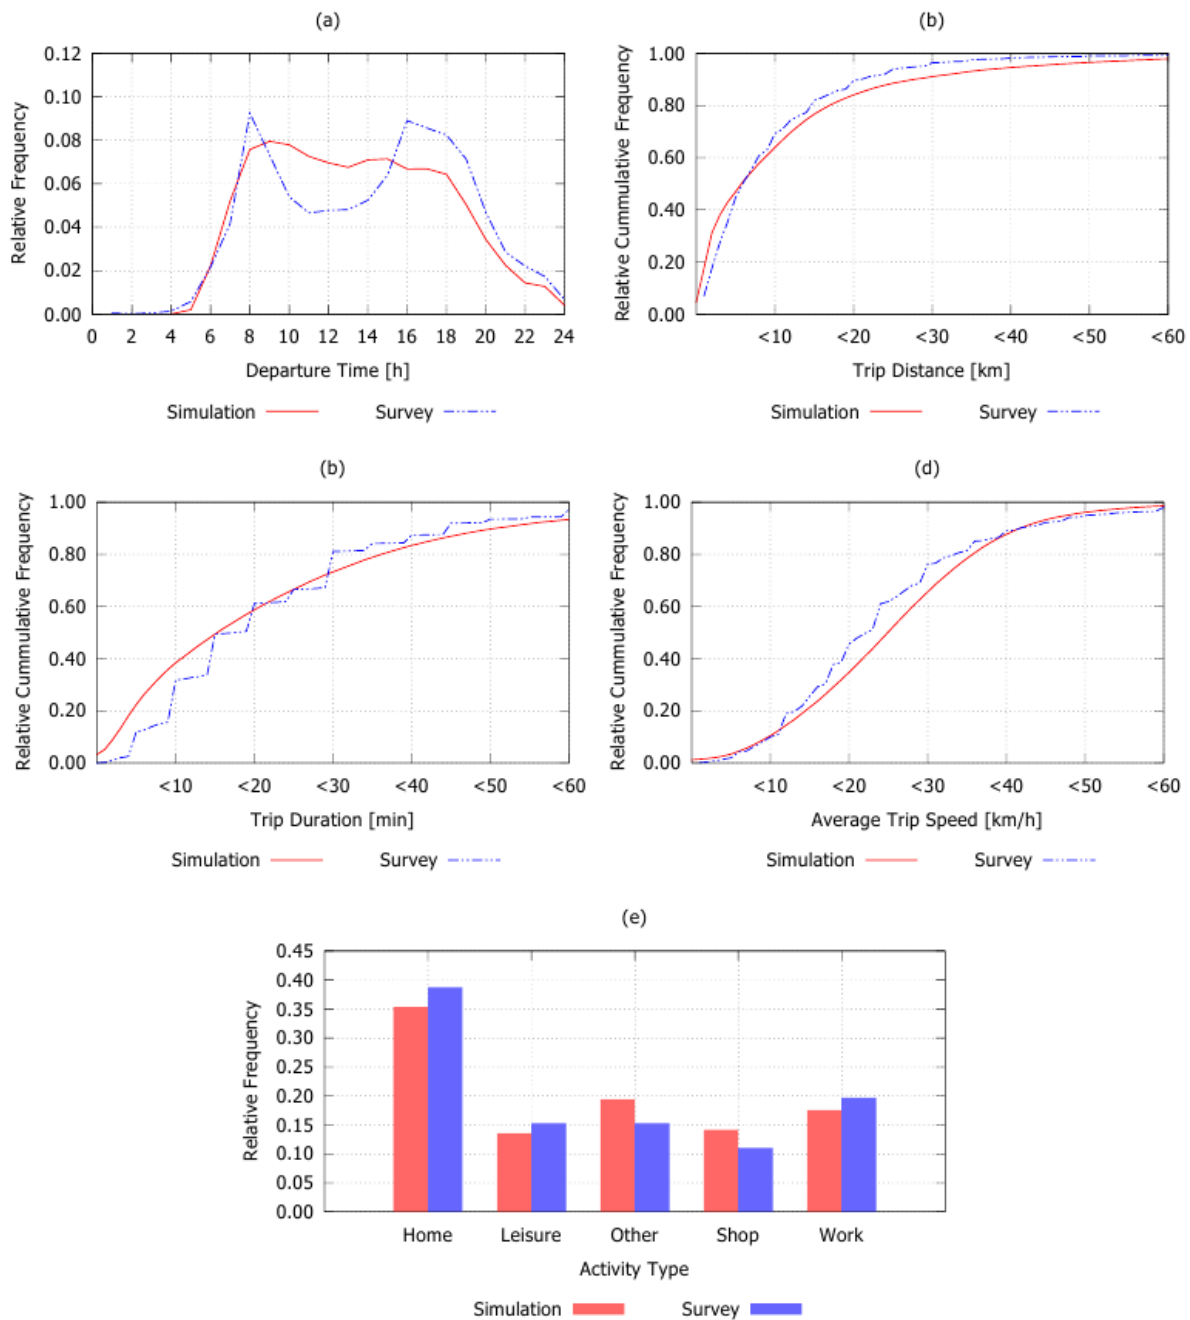 (a)
Relative Frequency
0.12
0.10
0.08
0.06
0.04
0.02
0.00
0 2 4 6 8 10 12 14 16 18 20 22 24
Departure Time [h]
Simulation Survey
(b)
Relative Cummulative Frequency
1.00
0.80
0.60
0.40
0.20
0.00
<10 <20 <30 <40 <50 <60
Trip Distance [km]
Simulation Survey
(b)
Relative Cummulative Frequency
1.00
0.80
0.60
0.40
0.20
0.00
<10 <20 <30 <40 <50 <60
Trip Duration [min]
Simulation Survey
(d)
Relative Cummulative Frequency
1.00
0.80
0.60
0.40
0.20
0.00
<10 <20 <30 <40 <50 <60
Average Trip Speed [km/h]
Simulation Survey
(e)
Relative Frequency
0.45
0.40
0.35
0.30
0.25
0.20
0.15
0.10
0.05
0.00
Home Leisure Other Shop Work
Activity Type
Simulation Survey